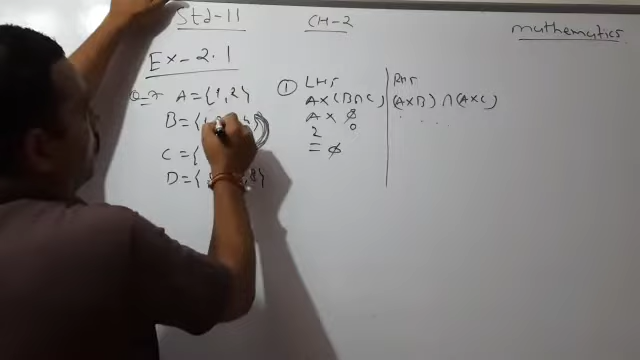 Std-11 CH-2 mathematics
Ex-2.1
Q=7 A={1,2}
B={
C={
D={ ,8}
① LHS
A×(B∩C)
A × ∅
2 0
= ∅
RHS
(A×B) ∩ (A×C)
. . . .